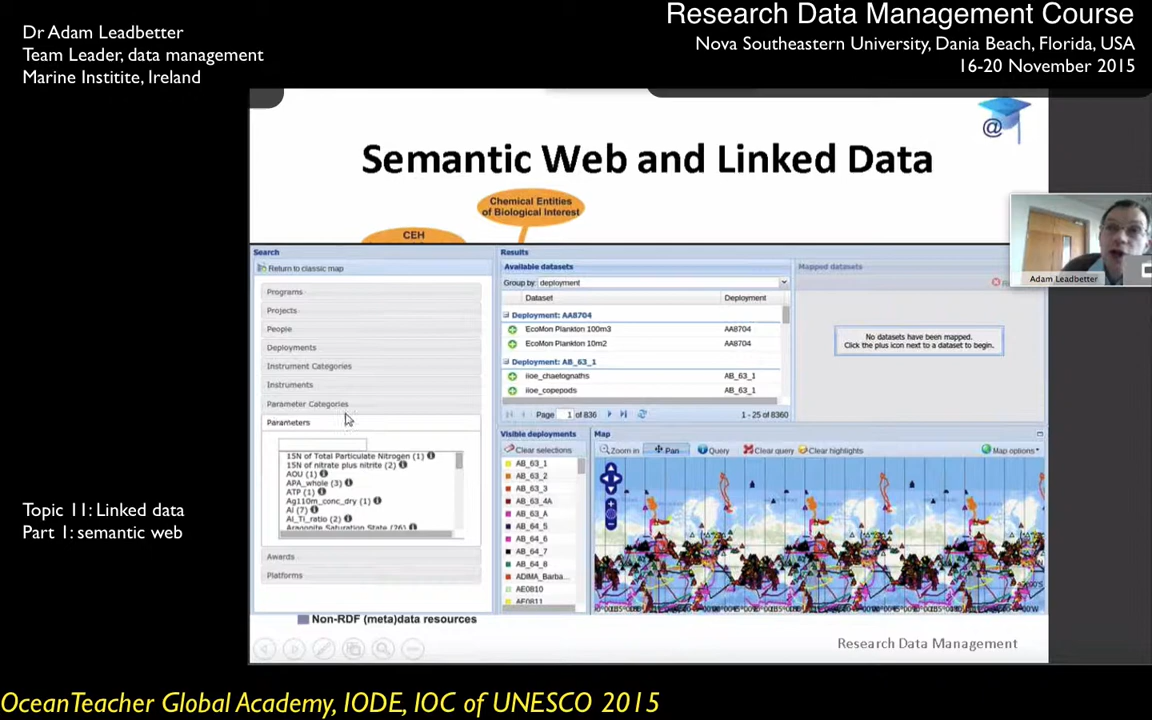 Dr Adam Leadbetter
Team Leader, data management
Marine Institite, Ireland
Research Data Management Course
Nova Southeastern University, Dania Beach, Florida, USA
16-20 November 2015
@
Semantic Web and Linked Data
Chemical Entities
of Biological Interest
CEH
Adam Leadbetter
Search
Return to classic map
Programs
Projects
People
Deployments
Instrument Categories
Instruments
Parameter Categories
Parameters
15N of Total Particulate Nitrogen (1)
15N of nitrate plus nitrite (2)
AOU (1)
APA_whole (3)
ATP (1)
Ag110m_conc_dry (1)
Al (7)
Al_Ti_ratio (2)
Aragonite Saturation State (26)
Awards
Platforms
Results
Available datasets
Group by: deployment
Dataset Deployment
Deployment: AA8704
EcoMon Plankton 100m3 AA8704
EcoMon Plankton 10m2 AA8704
Deployment: AB_63_1
iioe_chaetognaths AB_63_1
iioe_copepods AB_63_1
Page 1 of 836 1 - 25 of 8360
Mapped datasets
No datasets have been mapped.
Click the plus icon next to a dataset to begin.
Visible deployments
Clear selections
AB_63_1
AB_63_2
AB_63_3
AB_63_4A
AB_63_A
AB_64_5
AB_64_6
AB_64_7
AB_64_8
ADIMA_Barba...
AE0810
AE0811
Map
Zoom in Pan Query Clear query Clear highlights Map options
Non-RDF (meta)data resources
Research Data Management
Topic 11: Linked data
Part 1: semantic web
OceanTeacher Global Academy, IODE, IOC of UNESCO 2015